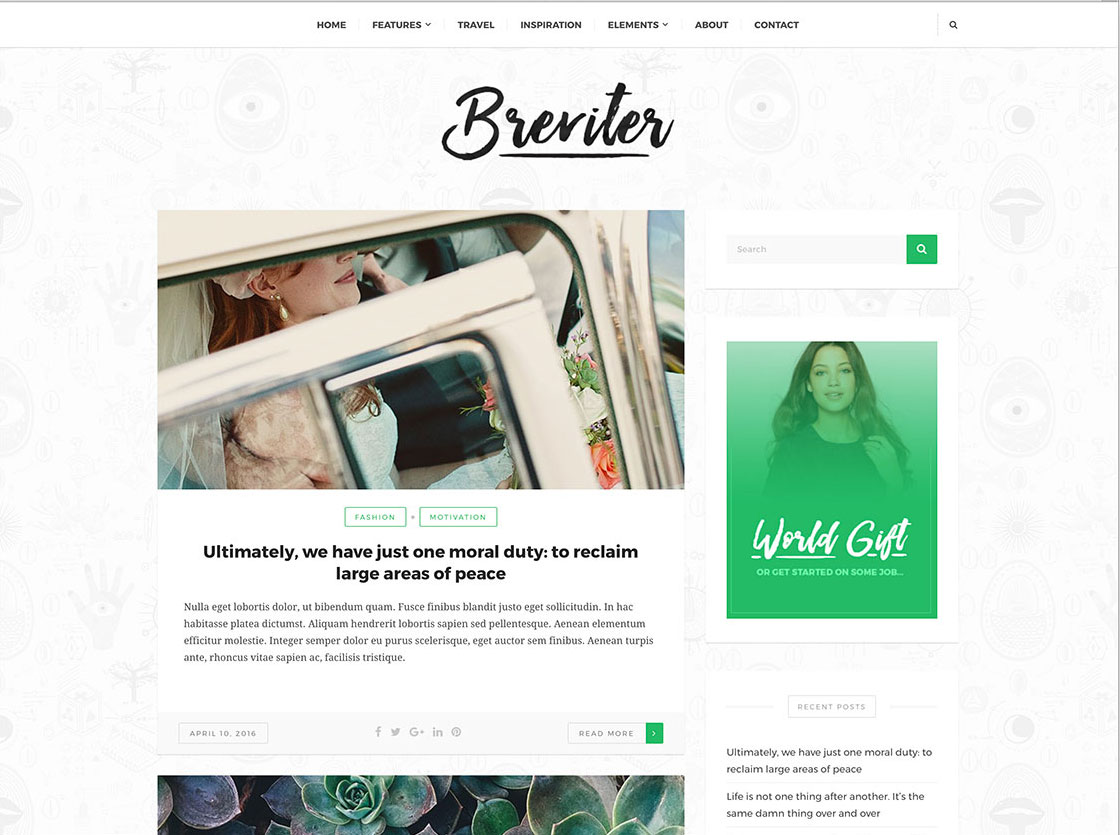 HOME FEATURES TRAVEL INSPIRATION ELEMENTS ABOUT CONTACT
Breviter
Search
World Gift
OR GET STARTED ON SOME JOB...
FASHION • MOTIVATION
Ultimately, we have just one moral duty: to reclaim
large areas of peace
Nulla eget lobortis dolor, ut bibendum quam. Fusce finibus blandit justo eget sollicitudin. In hac
habitasse platea dictumst. Aliquam hendrerit lobortis sapien sed pellentesque. Aenean elementum
efficitur molestie. Integer semper dolor eu purus scelerisque, eget auctor sem finibus. Aenean turpis
ante, rhoncus vitae sapien ac, facilisis tristique.
APRIL 10, 2016
READ MORE
RECENT POSTS
Ultimately, we have just one moral duty: to
reclaim large areas of peace
Life is not one thing after another. It's the
same damn thing over and over